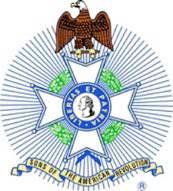 LIBERTAS ET PATRIA
SONS OF THE AMERICAN REVOLUTION
®